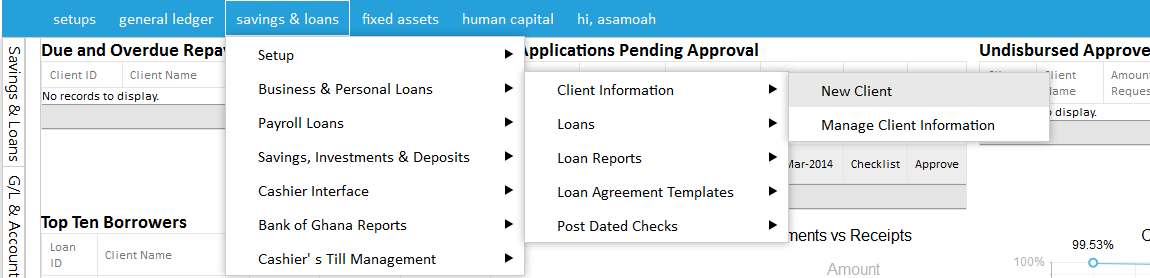 setups general ledger savings & loans fixed assets human capital hi, asamoah
Savings & Loans
G/L & Account
Due and Overdue Repa
Client ID Client Name
No records to display.
Top Ten Borrowers
Loan ID Client Name
Setup
Business & Personal Loans
Payroll Loans
Savings, Investments & Deposits
Cashier Interface
Bank of Ghana Reports
Cashier' s Till Management
Applications Pending Approval
Client Information
Loans
Loan Reports
Loan Agreement Templates
Post Dated Checks
New Client
Manage Client Information
Mar-2014 Checklist Approve
Undisbursed Approve
Client
Amoun
Reques
display.
ments vs Receipts
Amount
99.53%
100%